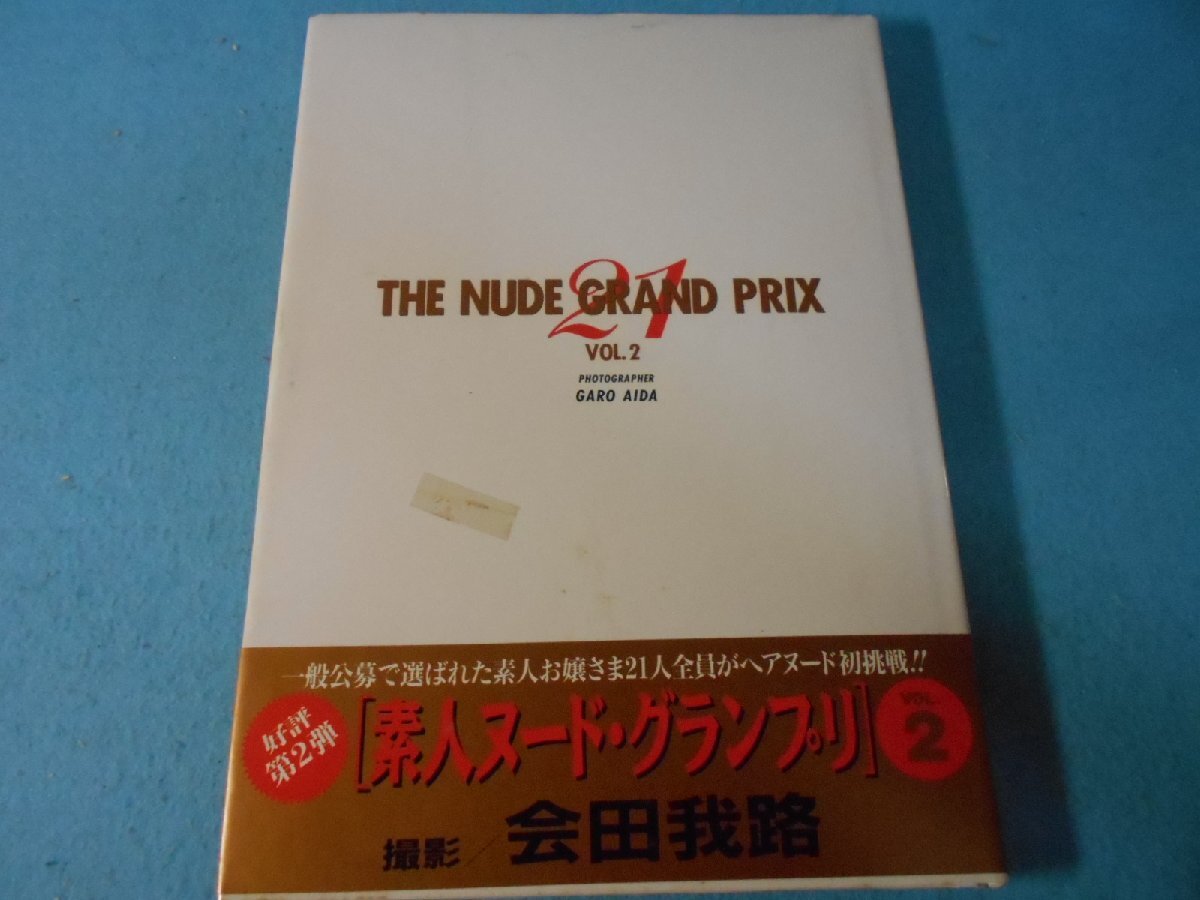 THE NUDE GRAND PRIX
21
VOL.2
PHOTOGRAPHER
GARO AIDA
一般公募で選ばれた素人お嬢さま21人全員がヘアヌード初挑戦!!
好評
第2弾
[素人ヌード・グランプリ]
VOL.
2
撮影/会田我路